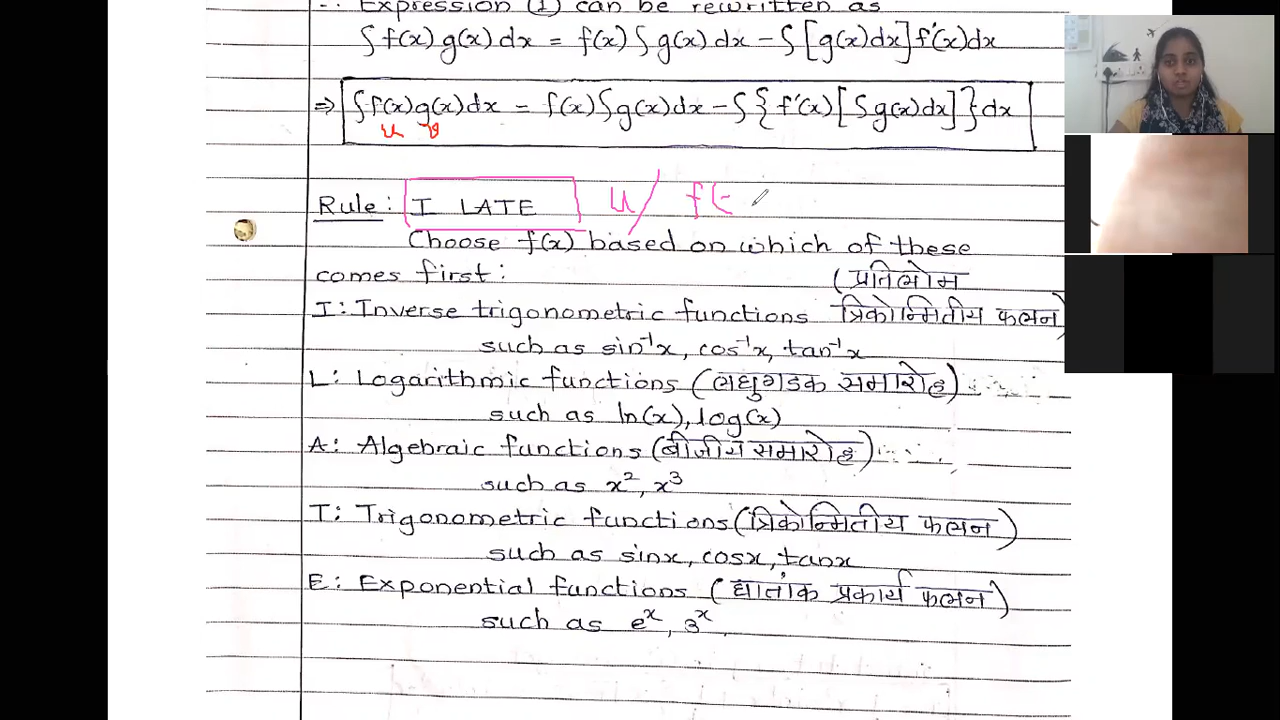 ∴ Expression (1) can be rewritten as
∫ f(x) g(x) dx = f(x) ∫ g(x) dx - ∫ [g(x)dx] f'(x)dx
⇒ ∫ f(x) g(x) dx = f(x) ∫ g(x) dx - ∫ { f'(x) [ ∫ g(x) dx ] } dx
u v
Rule: I LATE u / f(
Choose f(x) based on which of these
comes first: (प्रतिलोम
I: Inverse trigonometric functions त्रिकोन्मितीय फलन)
such as sin⁻¹x, cos⁻¹x, tan⁻¹x
L: Logarithmic functions (लघुगडक समारोह)
such as ln(x), log(x)
A: Algebraic functions (बीजीय समारोह)
such as x², x³
T: Trigonometric functions (त्रिकोन्मितीय फलन)
such as sinx, cosx, tanx
E: Exponential functions (घातांक प्रकार्य फलन)
such as eˣ, 3ˣ